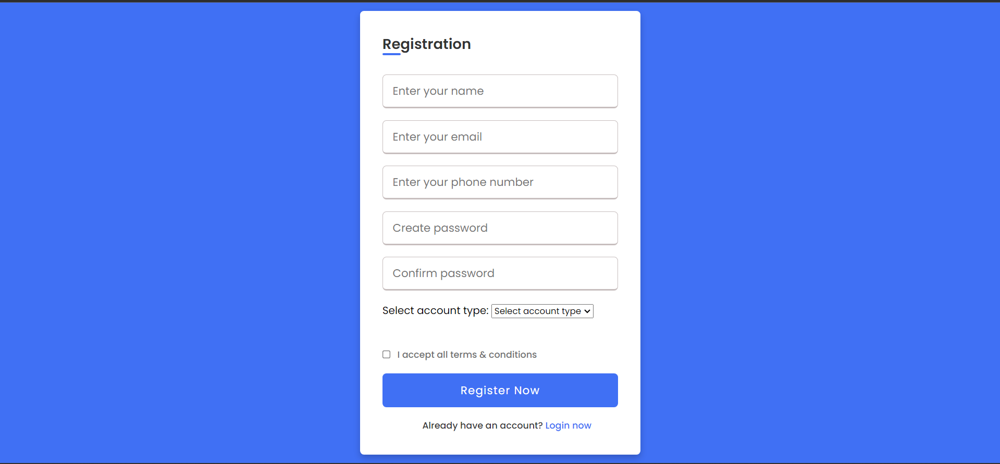 Registration
Enter your name
Enter your email
Enter your phone number
Create password
Confirm password
Select account type: Select account type
I accept all terms & conditions
Register Now
Already have an account? Login now